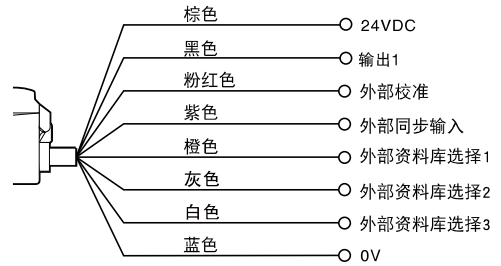 棕色 24VDC
黑色 输出1
粉红色 外部校准
紫色 外部同步输入
橙色 外部资料库选择1
灰色 外部资料库选择2
白色 外部资料库选择3
蓝色 0V